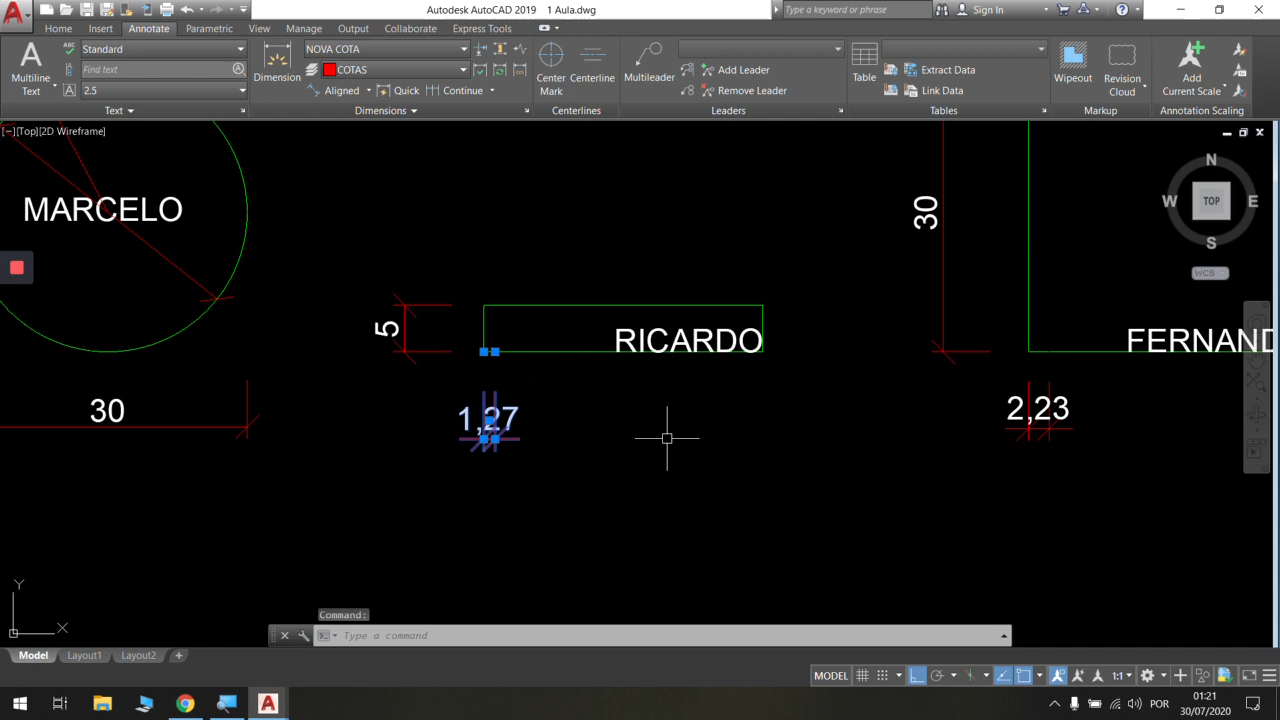 Autodesk AutoCAD 2019 1 Aula.dwg
Type a keyword or phrase
Sign In
Home Insert Annotate Parametric View Manage Output Collaborate Express Tools
Multiline
Text
Standard
Find text
2.5
Text
Dimension
NOVA COTA
COTAS
Aligned Quick Continue
Dimensions
Center
Mark
Centerline
Centerlines
Multileader
Add Leader
Remove Leader
Leaders
Table
Extract Data
Link Data
Tables
Wipeout
Revision
Cloud
Markup
Add
Current Scale
Annotation Scaling
[−][Top][2D Wireframe]
N
W TOP E
S
WCS
MARCELO
30
5
RICARDO
1,27
30
30
FERNAND
2,23
Y
X
Command:
Type a command
Model Layout1 Layout2
MODEL
1:1
POR
01:21
30/07/2020